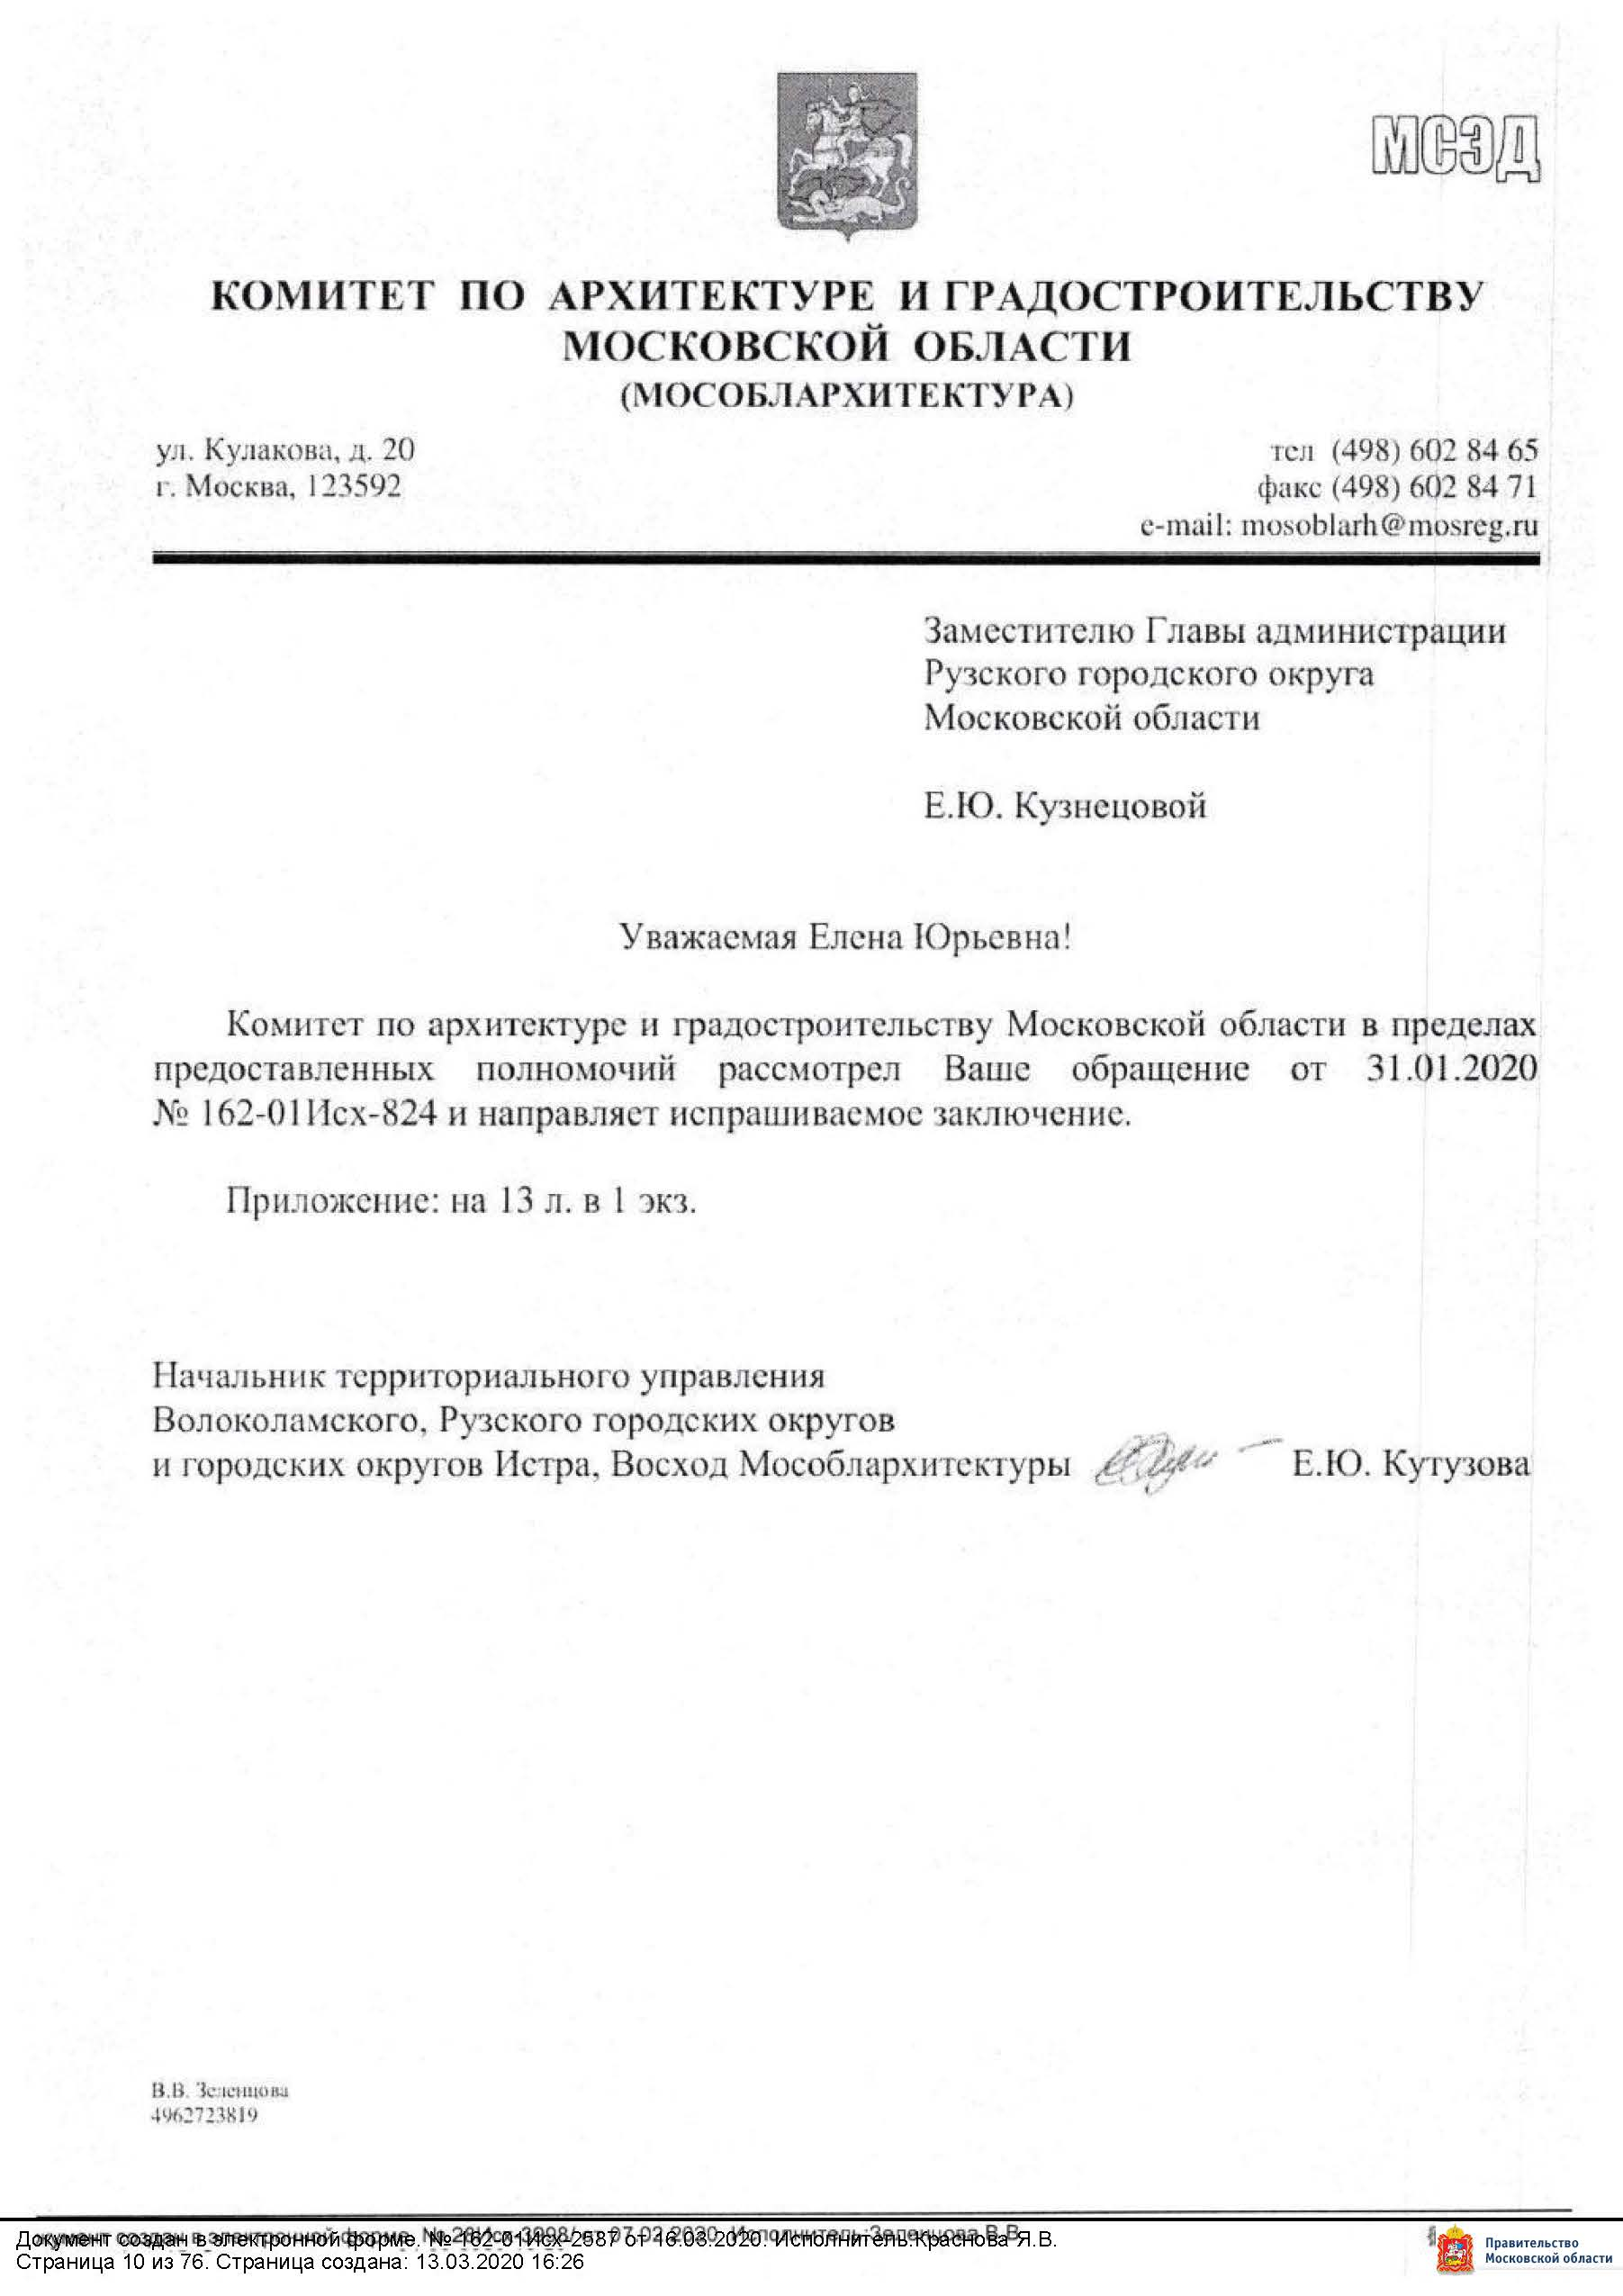 МСЭД
КОМИТЕТ ПО АРХИТЕКТУРЕ И ГРАДОСТРОИТЕЛЬСТВУ
МОСКОВСКОЙ ОБЛАСТИ
(МОСОБЛАРХИТЕКТУРА)
ул. Кулакова, д. 20
г. Москва, 123592
тел (498) 602 84 65
факс (498) 602 84 71
e-mail: mosoblarh@mosreg.ru
Заместителю Главы администрации
Рузского городского округа
Московской области
Е.Ю. Кузнецовой
Уважаемая Елена Юрьевна!
Комитет по архитектуре и градостроительству Московской области в пределах
предоставленных полномочий рассмотрел Ваше обращение от 31.01.2020
№ 162-01Исх-824 и направляет испрашиваемое заключение.
Приложение: на 13 л. в 1 экз.
Начальник территориального управления
Волоколамского, Рузского городских округов
и городских округов Истра, Восход Мособлархитектуры
Е.Ю. Кутузова
В.В. Зеленцова
4962723819
Документ создан в электронной форме. № 162-01Исх-2587 от 16.03.2020. Исполнитель:Краснова Я.В.
Страница 10 из 76. Страница создана: 13.03.2020 16:26
Правительство
Московской области